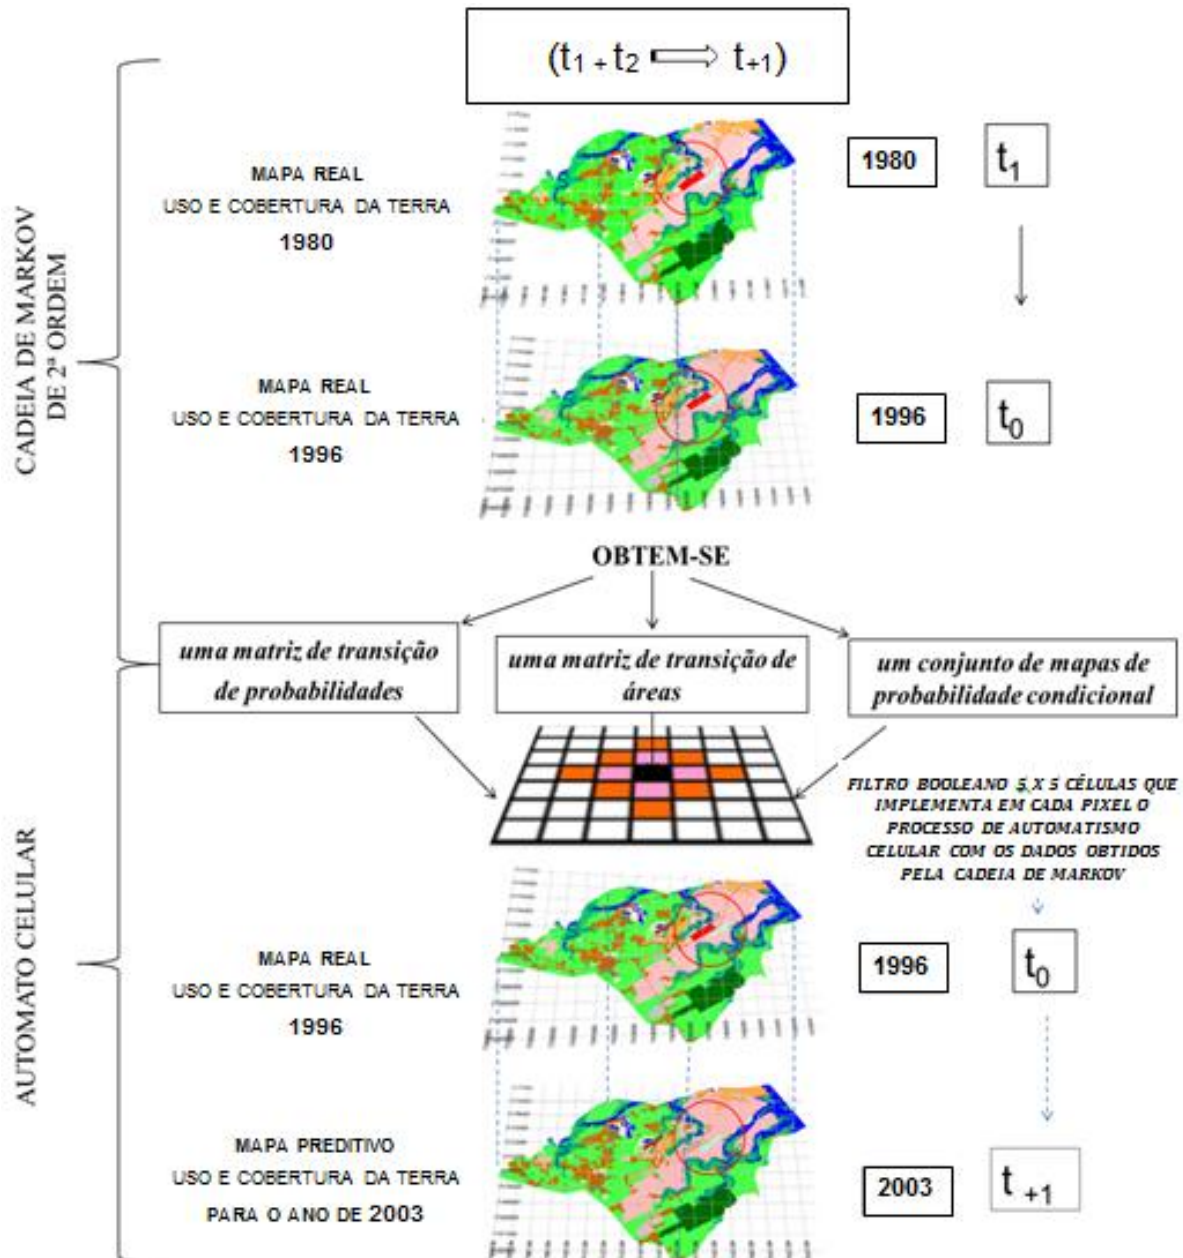 (t1 + t2 ⟹ t+1)
CADEIA DE MARKOV
DE 2ª ORDEM
MAPA REAL
USO E COBERTURA DA TERRA
1980
1980
t1
MAPA REAL
USO E COBERTURA DA TERRA
1996
1996
t0
OBTEM-SE
uma matriz de transição
de probabilidades
uma matriz de transição de
áreas
um conjunto de mapas de
probabilidade condicional
AUTOMATO CELULAR
FILTRO BOOLEANO 5 X 5 CÉLULAS QUE
IMPLEMENTA EM CADA PIXEL O
PROCESSO DE AUTOMATISMO
CELULAR COM OS DADOS OBTIDOS
PELA CADEIA DE MARKOV
MAPA REAL
USO E COBERTURA DA TERRA
1996
1996
t0
MAPA PREDITIVO
USO E COBERTURA DA TERRA
PARA O ANO DE 2003
2003
t +1